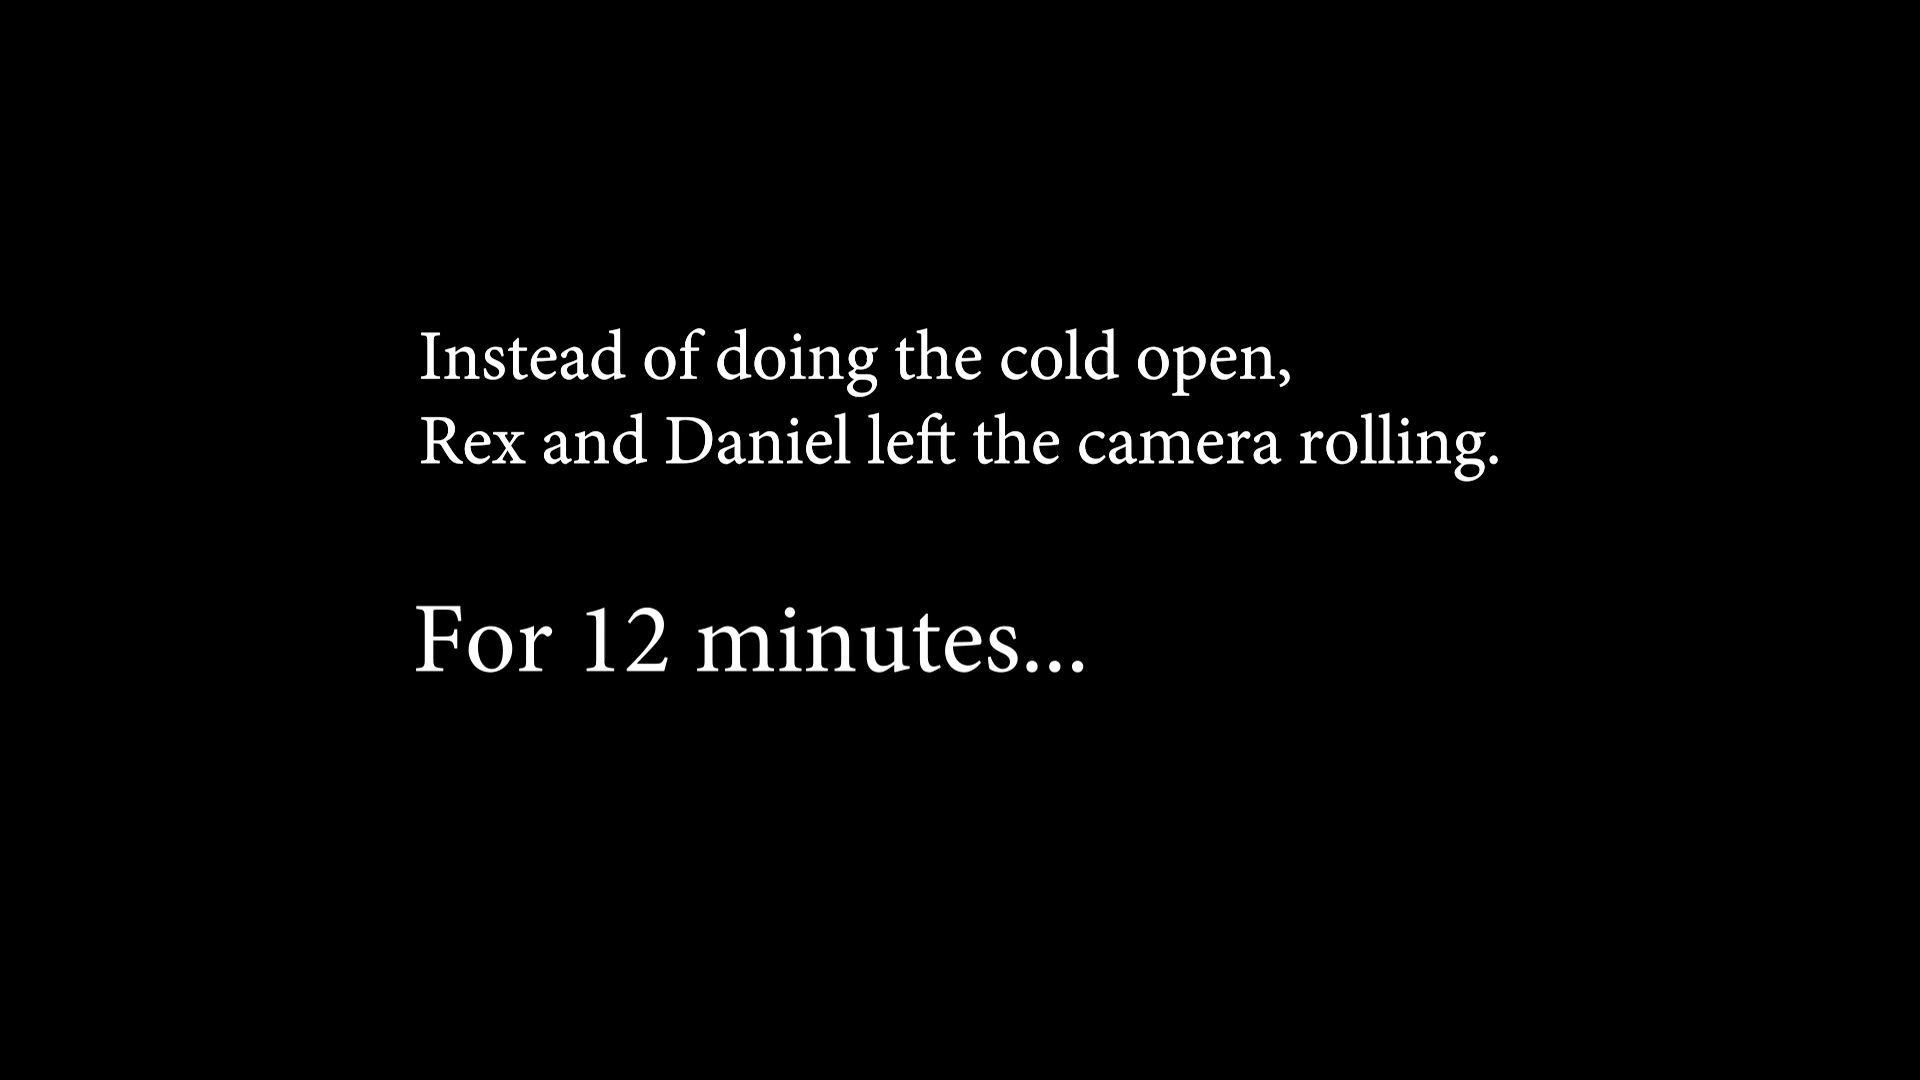 Instead of doing the cold open,
Rex and Daniel left the camera rolling.
For 12 minutes...